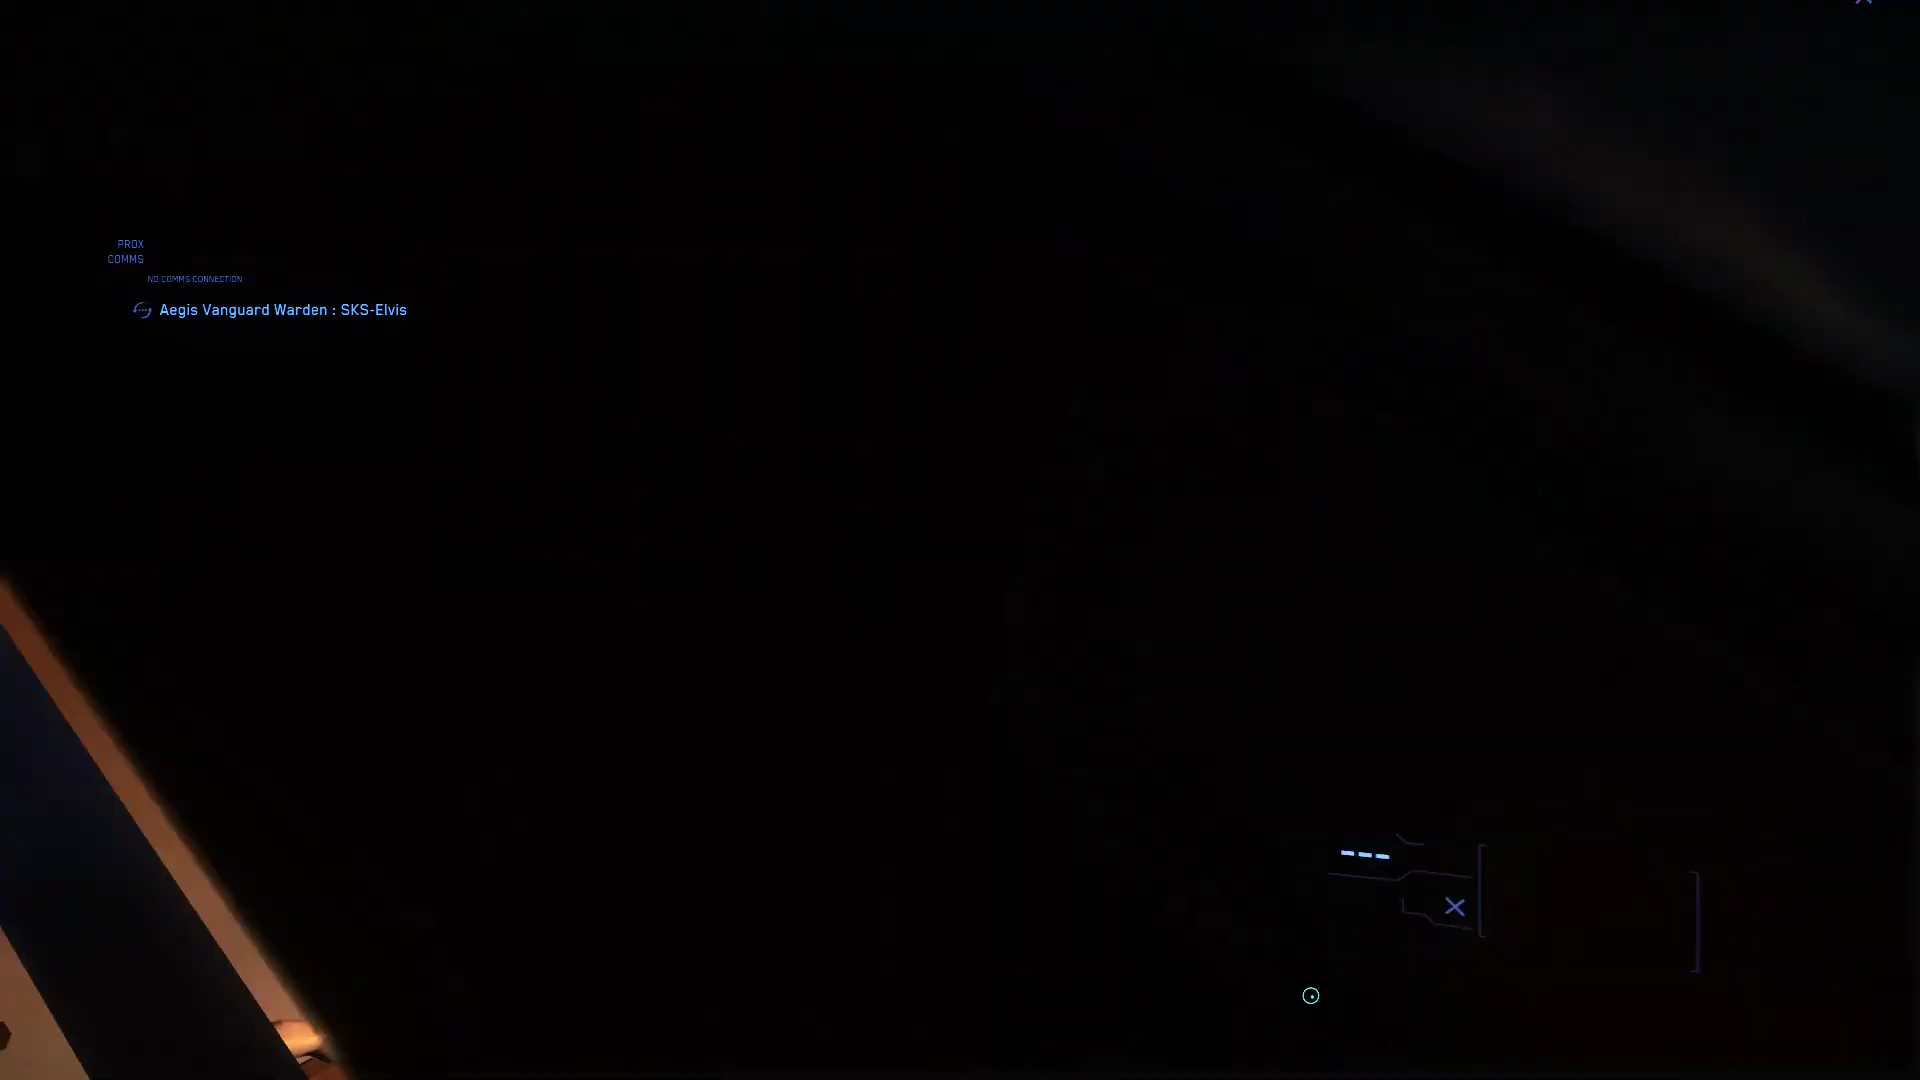 PROX
COMMS
NO COMMS CONNECTION
Aegis Vanguard Warden : SKS-Elvis